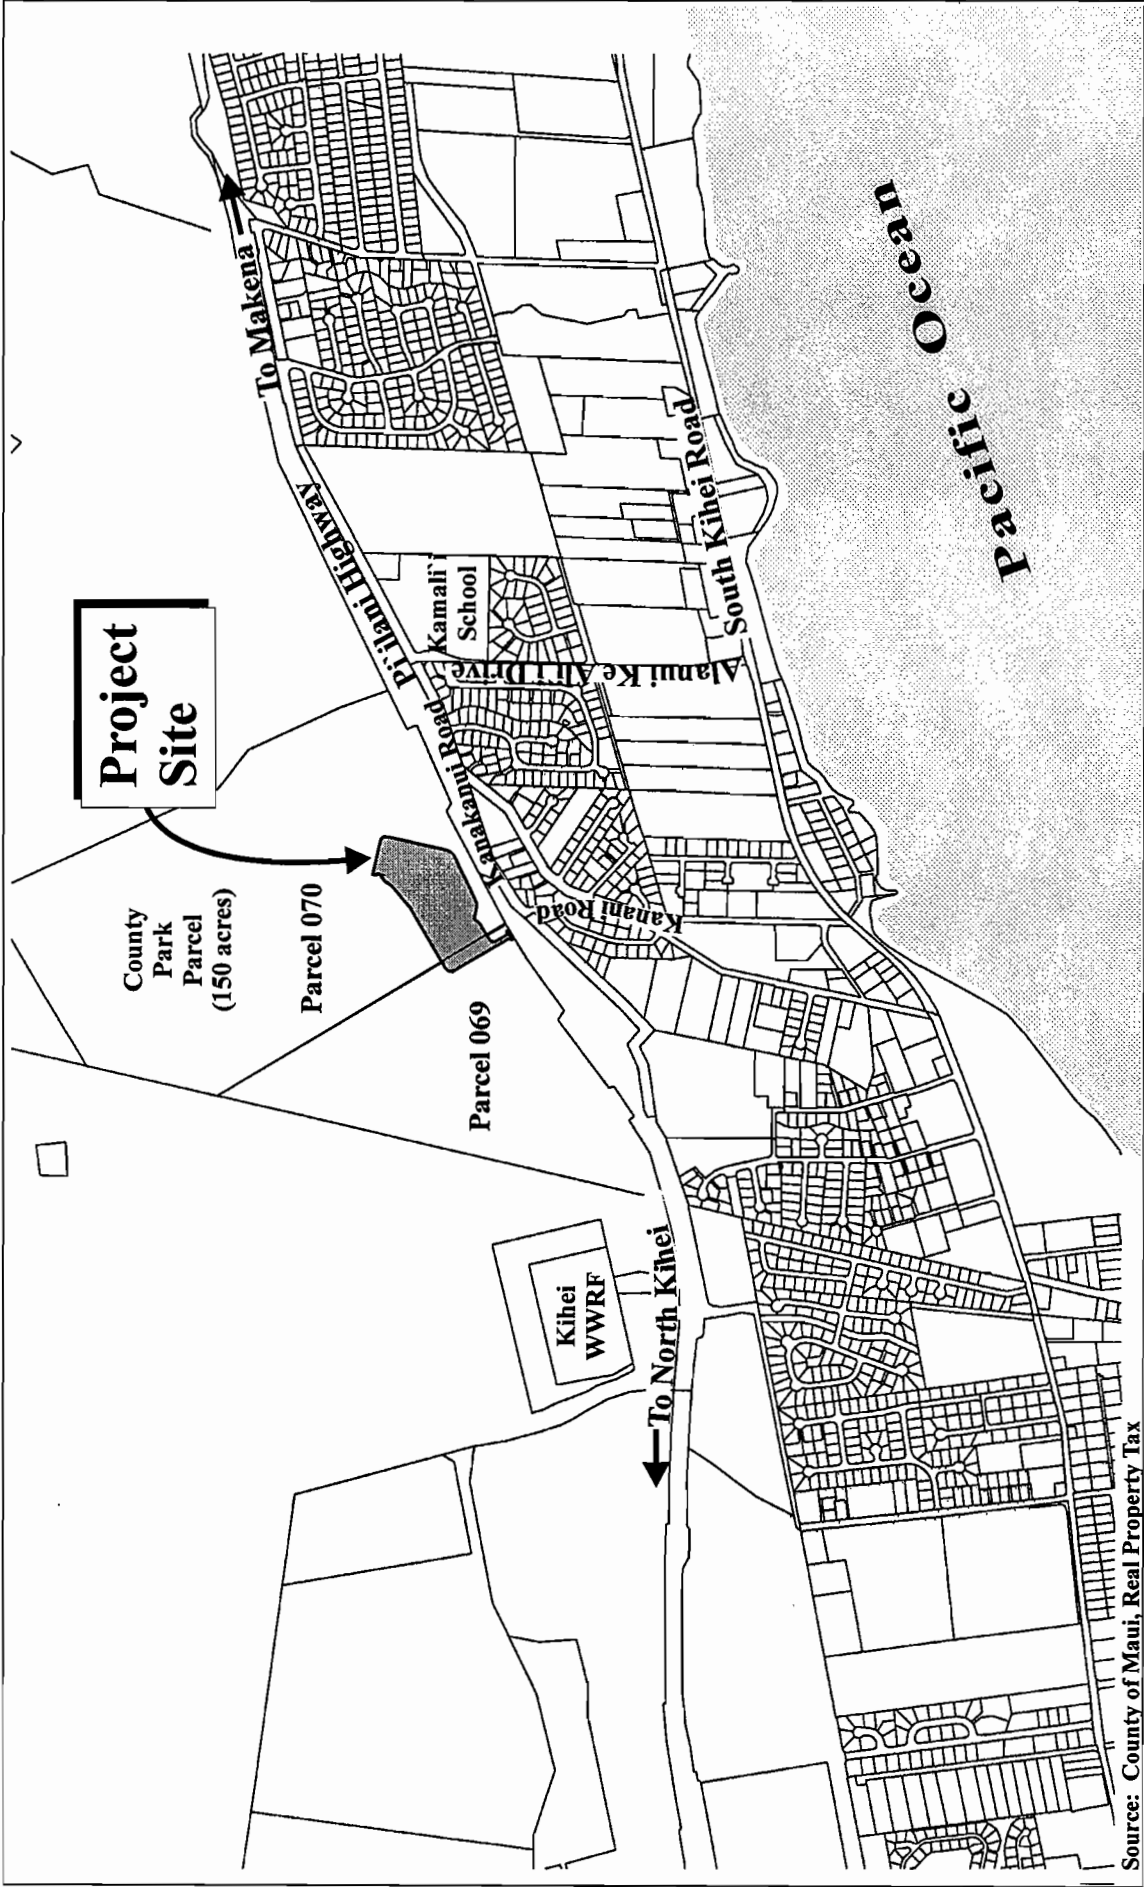 Project
Site
County
Park
Parcel
(150 acres)
Parcel 070
Parcel 069
To Makena
Pi`ilani Highway
Kamali`i
School
Kanakanui Road
Alanui Ke Ali`i Drive
Kanani Road
South Kihei Road
Pacific Ocean
Kihei
WWRF
To North Kihei
Source: County of Maui, Real Property Tax